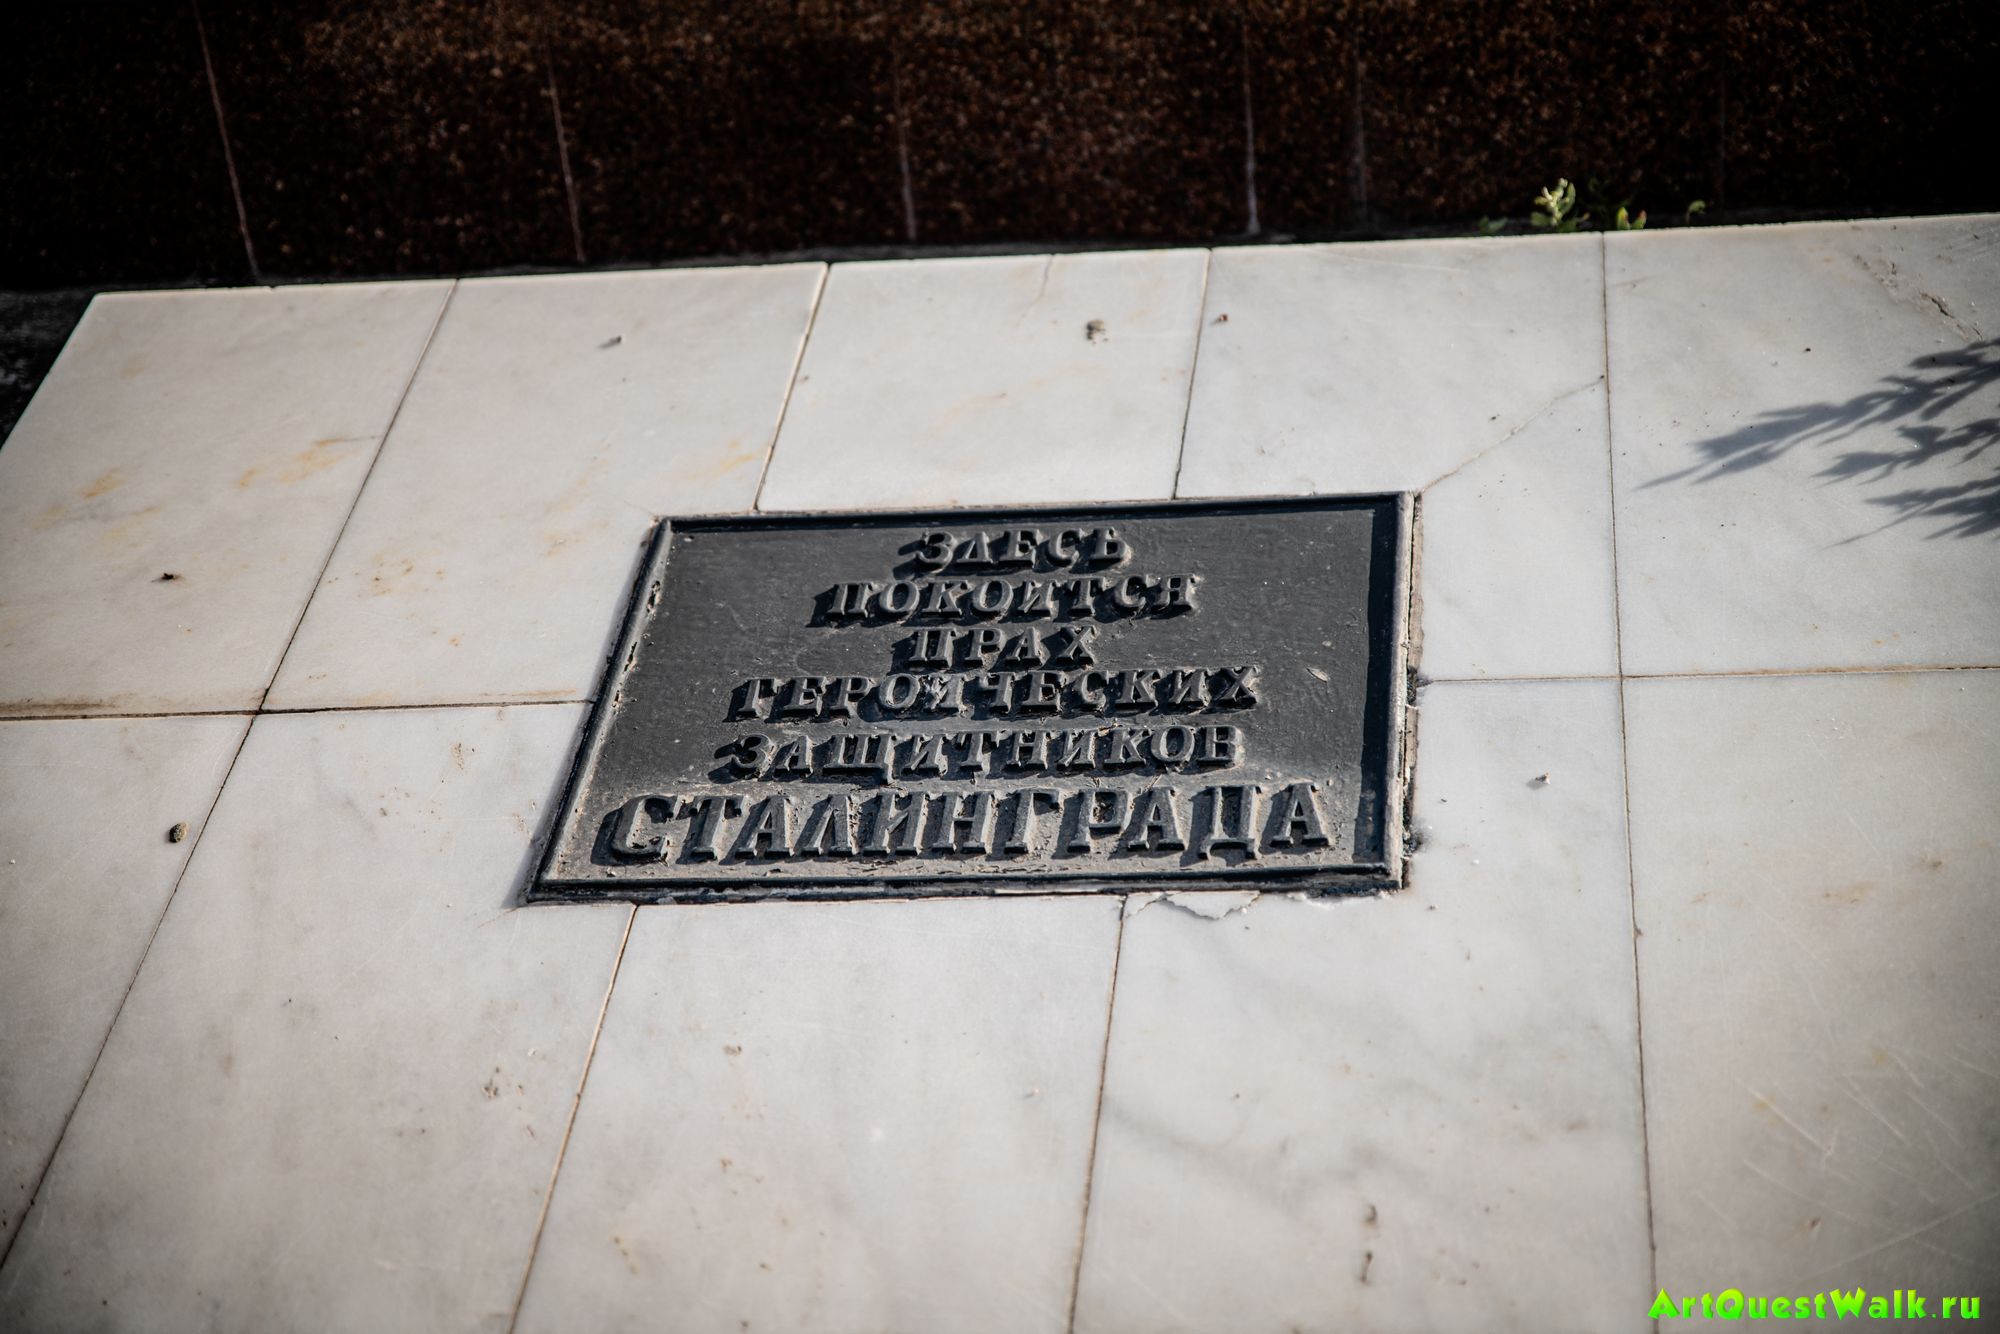 ЗДЕСЬ
ПОКОИТСЯ
ПРАХ
ГЕРОИЧЕСКИХ
ЗАЩИТНИКОВ
СТАЛИНГРАДА
ArtQuestWalk.ru